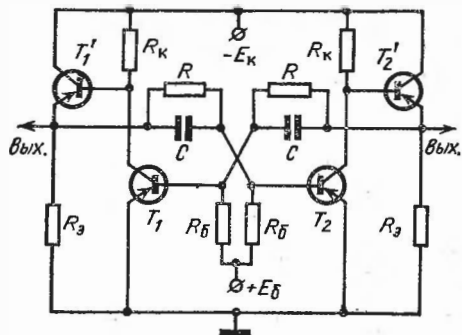 T₁' Rк −Eк Rк T₂'
R R
Вых. C C Вых.
Rэ T₁ Rб Rб T₂ Rэ
+Eб